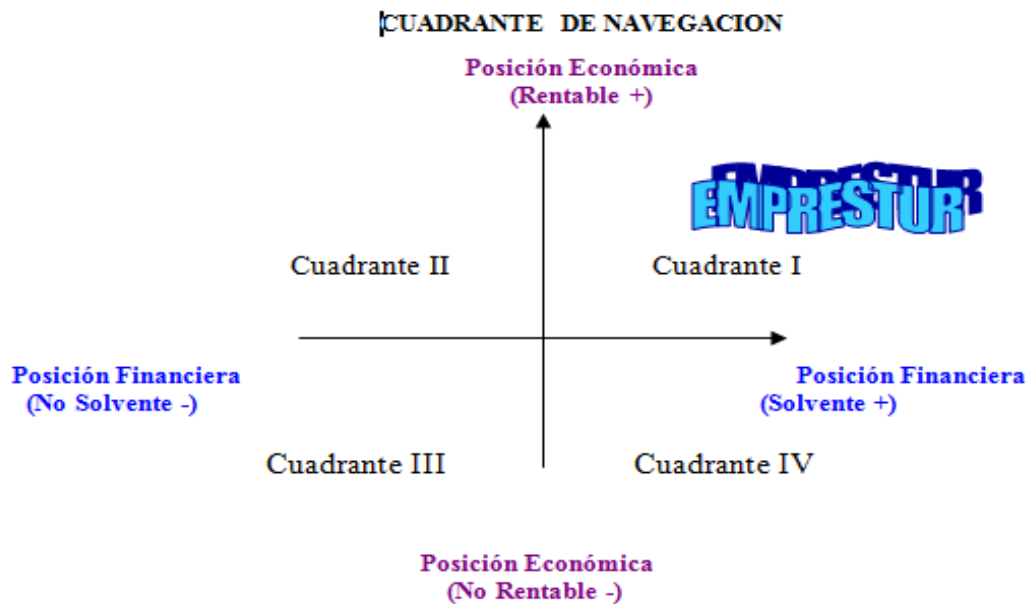 CUADRANTE DE NAVEGACION
Posición Económica
(Rentable +)
EMPRESTUR
Cuadrante II
Cuadrante I
Posición Financiera
(No Solvente -)
Posición Financiera
(Solvente +)
Cuadrante III
Cuadrante IV
Posición Económica
(No Rentable -)